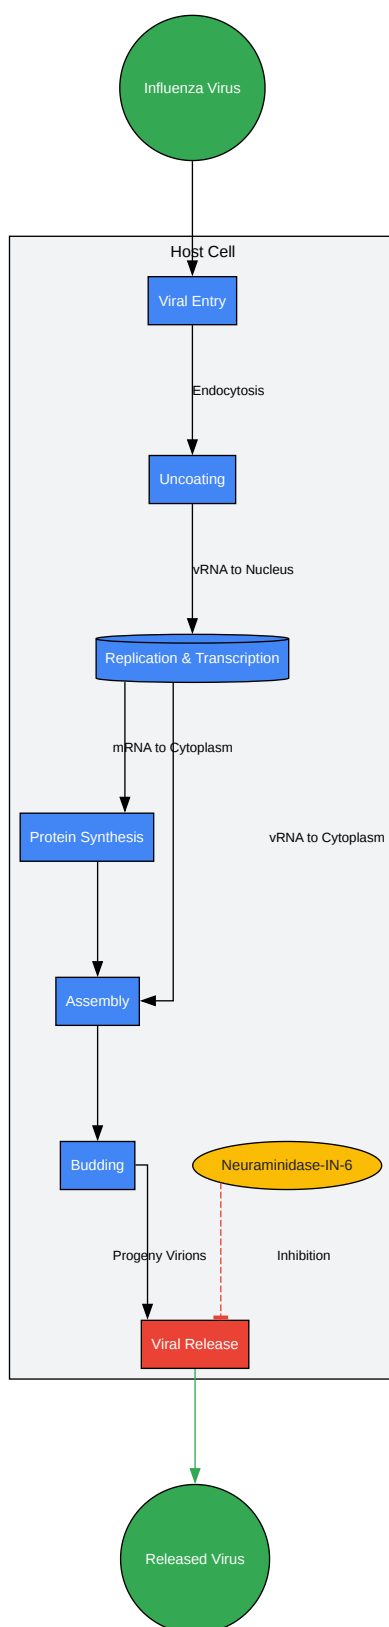 Influenza Virus
Host Cell
Viral Entry
Endocytosis
Uncoating
vRNA to Nucleus
Replication & Transcription
mRNA to Cytoplasm
Protein Synthesis
vRNA to Cytoplasm
Assembly
Budding
Neuraminidase-IN-6
Progeny Virions
Inhibition
Viral Release
Released Virus